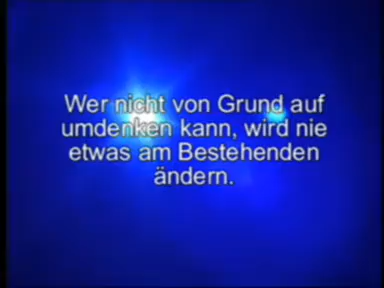 Wer nicht von Grund auf
umdenken kann, wird nie
etwas am Bestehenden
ändern.